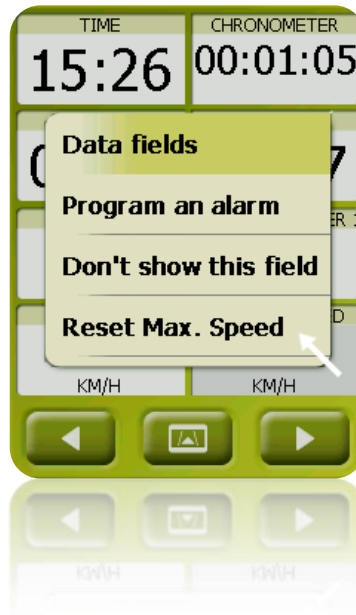 TIME
CHRONOMETER
15:26
00:01:05
7
Data fields
Program an alarm
Don't show this field
Reset Max. Speed
KM/H
KM/H